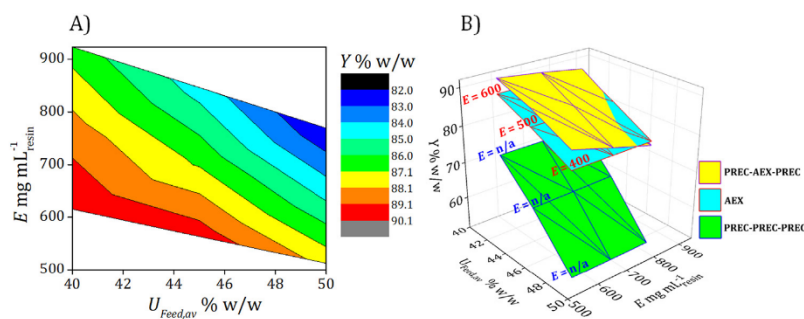 A)
Y % w/w
900
800
700
600
500
E mg mL⁻¹resin
40
42
44
46
48
50
U_Feed,av % w/w
82.0
83.0
84.0
85.0
86.0
87.1
88.1
89.1
90.1
B)
90
80
70
60
Y % w/w
E = 600
E = 500
E = 400
E = n/a
E = n/a
E = n/a
40
42
44
46
48
50
U_Feed,av % w/w
500
600
700
800
900
E mg mL⁻¹resin
PREC-AEX-PREC
AEX
PREC-PREC-PREC